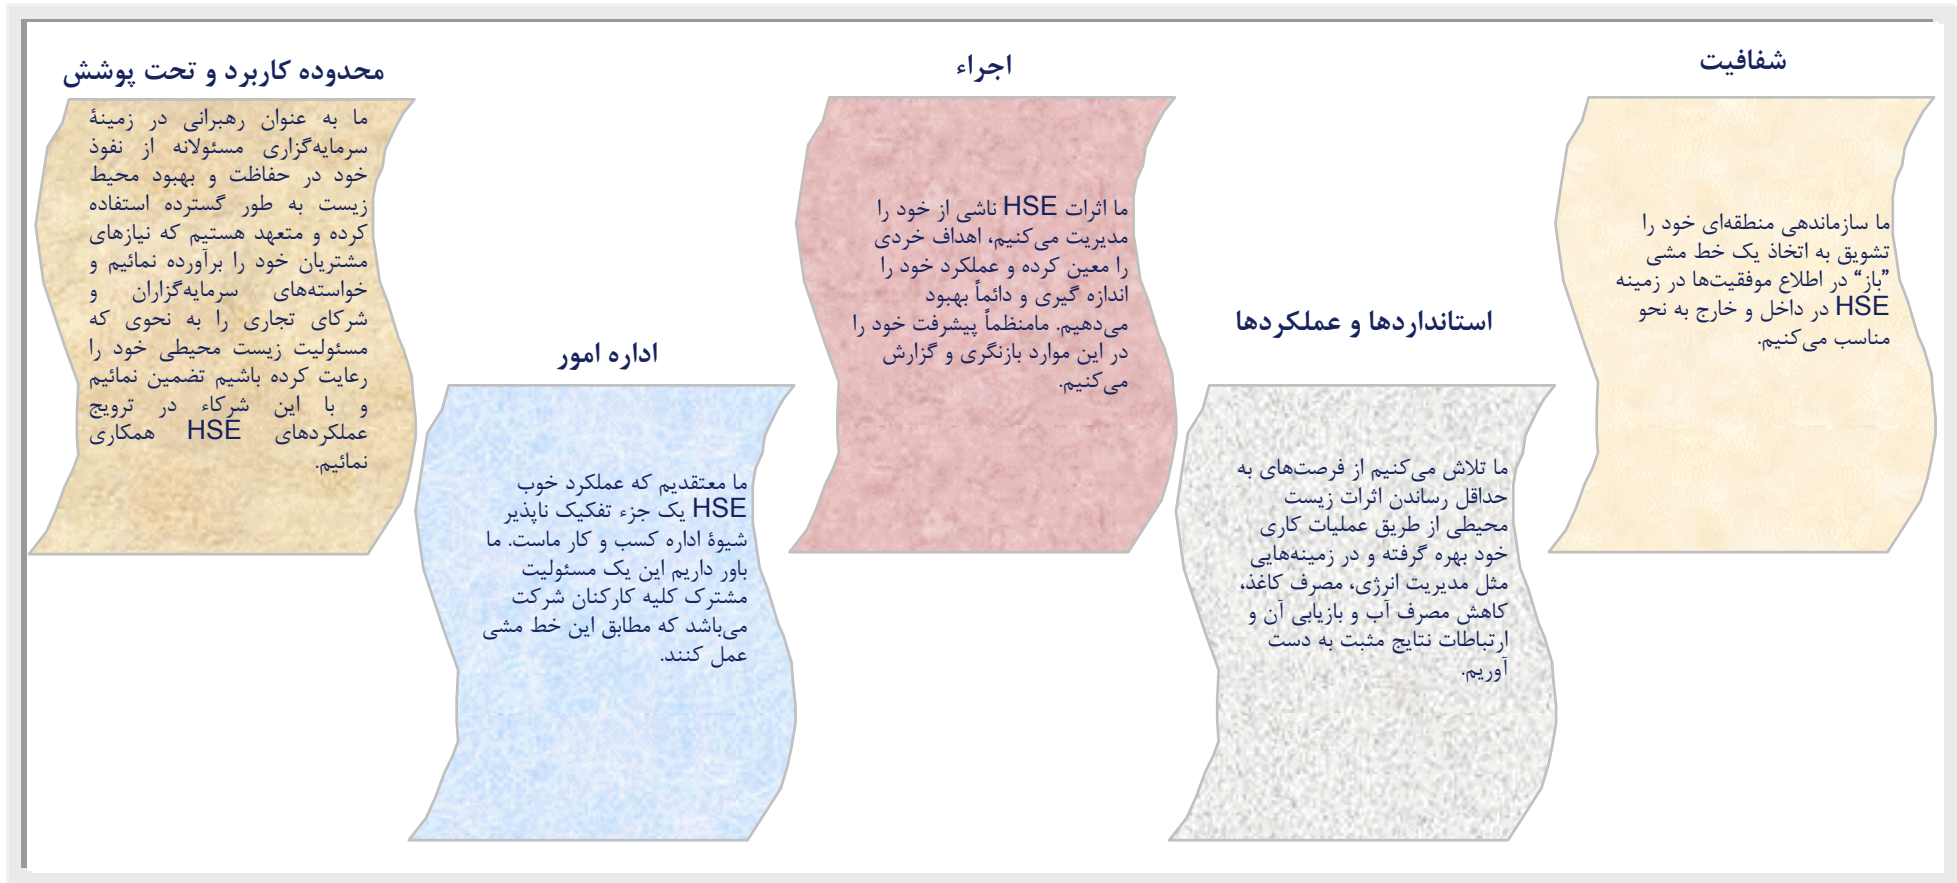 شفافیت
ما سازماندهی منطقه‌ای خود را
تشویق به اتخاذ یک خط مشی
”باز“ در اطلاع موفقیت‌ها در زمینه
HSE در داخل و خارج به نحو
مناسب می‌کنیم.
استانداردها و عملکردها
ما تلاش می‌کنیم از فرصت‌های به
حداقل رساندن اثرات زیست
محیطی از طریق عملیات کاری
خود بهره گرفته و در زمینه‌هایی
مثل مدیریت انرژی، مصرف کاغذ،
کاهش مصرف آب و بازیابی آن و
ارتباطات نتایج مثبت به دست
آوریم.
اجراء
ما اثرات HSE ناشی از خود را
مدیریت می‌کنیم، اهداف خردی
را معین کرده و عملکرد خود را
اندازه گیری و دائماً بهبود
می‌دهیم. مامنظماً پیشرفت خود را
در این موارد بازنگری و گزارش
می‌کنیم.
اداره امور
ما معتقدیم که عملکرد خوب
HSE یک جزء تفکیک ناپذیر
شیوۀ اداره کسب و کار ماست. ما
باور داریم این یک مسئولیت
مشترک کلیه کارکنان شرکت
می‌باشد که مطابق این خط مشی
عمل کنند.
محدوده کاربرد و تحت پوشش
ما به عنوان رهبرانی در زمینۀ
سرمایه‌گزاری مسئولانه از نفوذ
خود در حفاظت و بهبود محیط
زیست به طور گسترده استفاده
کرده و متعهد هستیم که نیازهای
مشتریان خود را برآورده نمائیم و
خواسته‌های سرمایه‌گزاران و
شرکای تجاری را به نحوی که
مسئولیت زیست محیطی خود را
رعایت کرده باشیم تضمین نمائیم
و با این شرکاء در ترویج
عملکردهای HSE همکاری
نمائیم.